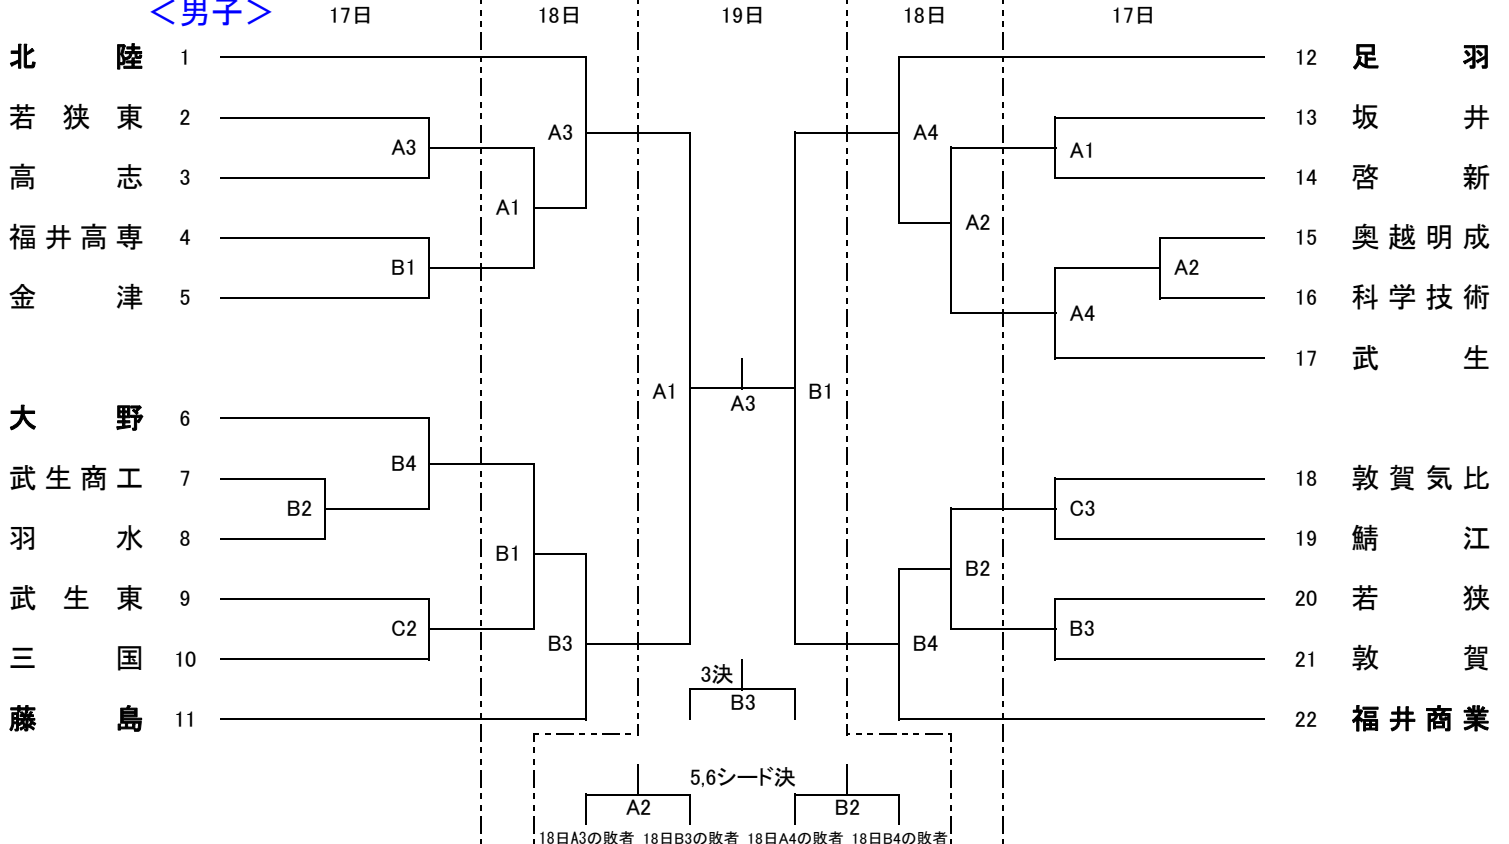 ＜男子＞ 17日 18日 19日 18日 17日
北陸 1 12 足羽
若狭東 2 A3 A3 A4 13 坂井
A1
高志 3 14 啓新
A1 A2
福井高専 4 15 奥越明成
B1 A2
金津 5 16 科学技術
A4
17 武生
A1 A3 B1
大野 6
B4
武生商工 7 18 敦賀気比
B2 C3
羽水 8 19 鯖江
B1 B2
武生東 9 20 若狭
C2 B3
B3 B4
三国 10 21 敦賀
3決
B3
藤島 11 22 福井商業
5,6シード決
A2 B2
18日A3の敗者 18日B3の敗者 18日A4の敗者 18日B4の敗者